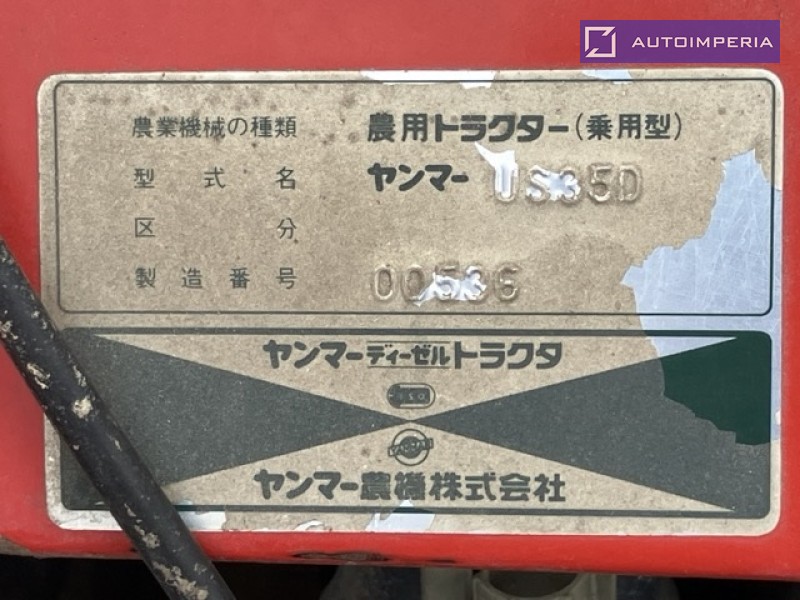 AUTOIMPERIA
農業機械の種類 農用トラクター(乗用型)
型式名 ヤンマー US35D
区分
製造番号 00536
ヤンマーディーゼルトラクタ
YANMAR
ヤンマー農機株式会社